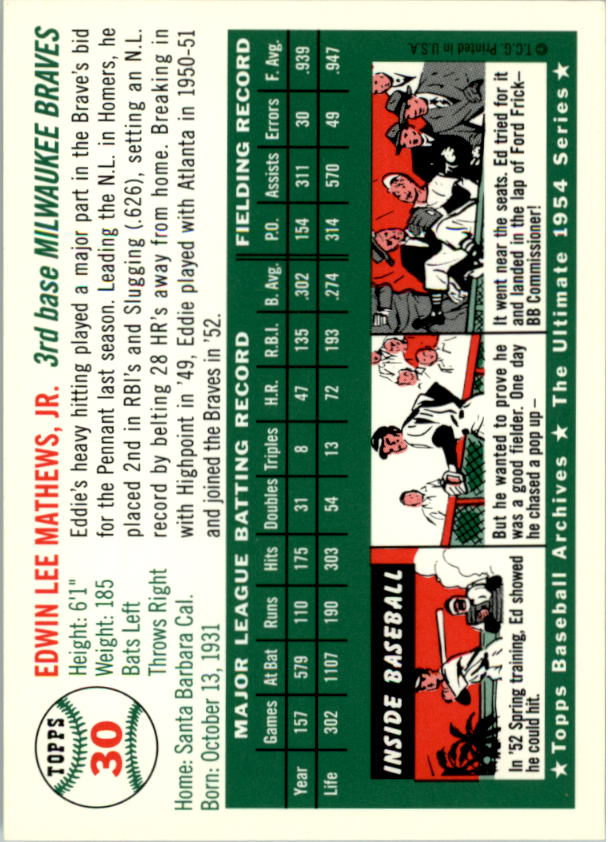 TOPPS
30
EDWIN LEE MATHEWS, JR. 3rd base MILWAUKEE BRAVES
Height: 6'1"
Weight: 185
Bats Left
Throws Right
Home: Santa Barbara Cal.
Born: October 13, 1931
Eddie's heavy hitting played a major part in the Brave's bid
for the Pennant last season. Leading the N.L. in Homers, he
placed 2nd in RBI's and Slugging (.626), setting an N.L.
record by belting 28 HR's away from home. Breaking in
with Highpoint in '49, Eddie played with Atlanta in 1950-51
and joined the Braves in '52.
MAJOR LEAGUE BATTING RECORD FIELDING RECORD
Games At Bat Runs Hits Doubles Triples H.R. R.B.I. B. Avg. P.O. Assists Errors F. Avg.
Year 157 579 110 175 31 8 47 135 .302 154 311 30 .939
Life 302 1107 190 303 54 13 72 193 .274 314 570 49 .947
INSIDE BASEBALL
In '52 Spring training, Ed showed
he could hit.
But he wanted to prove he
was a good fielder. One day
he chased a pop up –
It went near the seats. Ed tried for it
and landed in the lap of Ford Frick–
BB Commissioner!
© T.C.G. Printed in U.S.A.
★ Topps Baseball Archives ★ The Ultimate 1954 Series ★